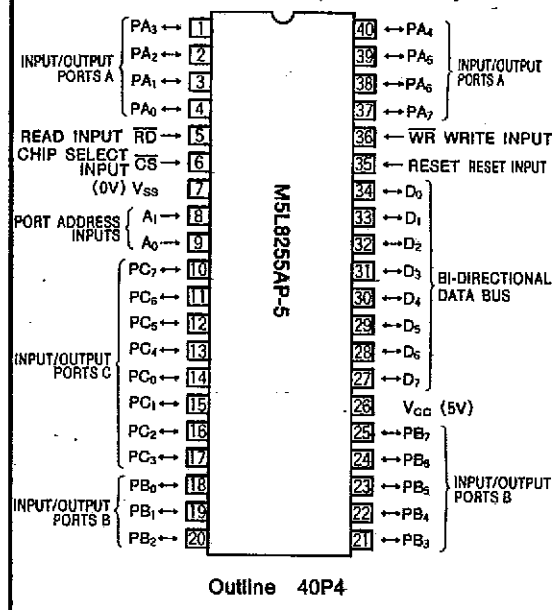 PA3 ↔ 1
PA2 ↔ 2
PA1 ↔ 3
PA0 ↔ 4
INPUT/OUTPUT
PORTS A
READ INPUT R̅D̅ → 5
CHIP SELECT
INPUT C̅S̅ → 6
(0V) VSS 7
PORT ADDRESS
INPUTS
A1 → 8
A0 → 9
PC7 ↔ 10
PC6 ↔ 11
PC5 ↔ 12
PC4 ↔ 13
PC0 ↔ 14
PC1 ↔ 15
PC2 ↔ 16
PC3 ↔ 17
INPUT/OUTPUT
PORTS C
PB0 ↔ 18
PB1 ↔ 19
PB2 ↔ 20
INPUT/OUTPUT
PORTS B
M5L8255AP-5
40 ↔ PA4
39 ↔ PA5
38 ↔ PA6
37 ↔ PA7
INPUT/OUTPUT
PORTS A
36 ← W̅R̅ WRITE INPUT
35 ← RESET RESET INPUT
34 ↔ D0
33 ↔ D1
32 ↔ D2
31 ↔ D3
30 ↔ D4
29 ↔ D5
28 ↔ D6
27 ↔ D7
BI-DIRECTIONAL
DATA BUS
26 VCC (5V)
25 ↔ PB7
24 ↔ PB6
23 ↔ PB5
22 ↔ PB4
21 ↔ PB3
INPUT/OUTPUT
PORTS B
Outline 40P4